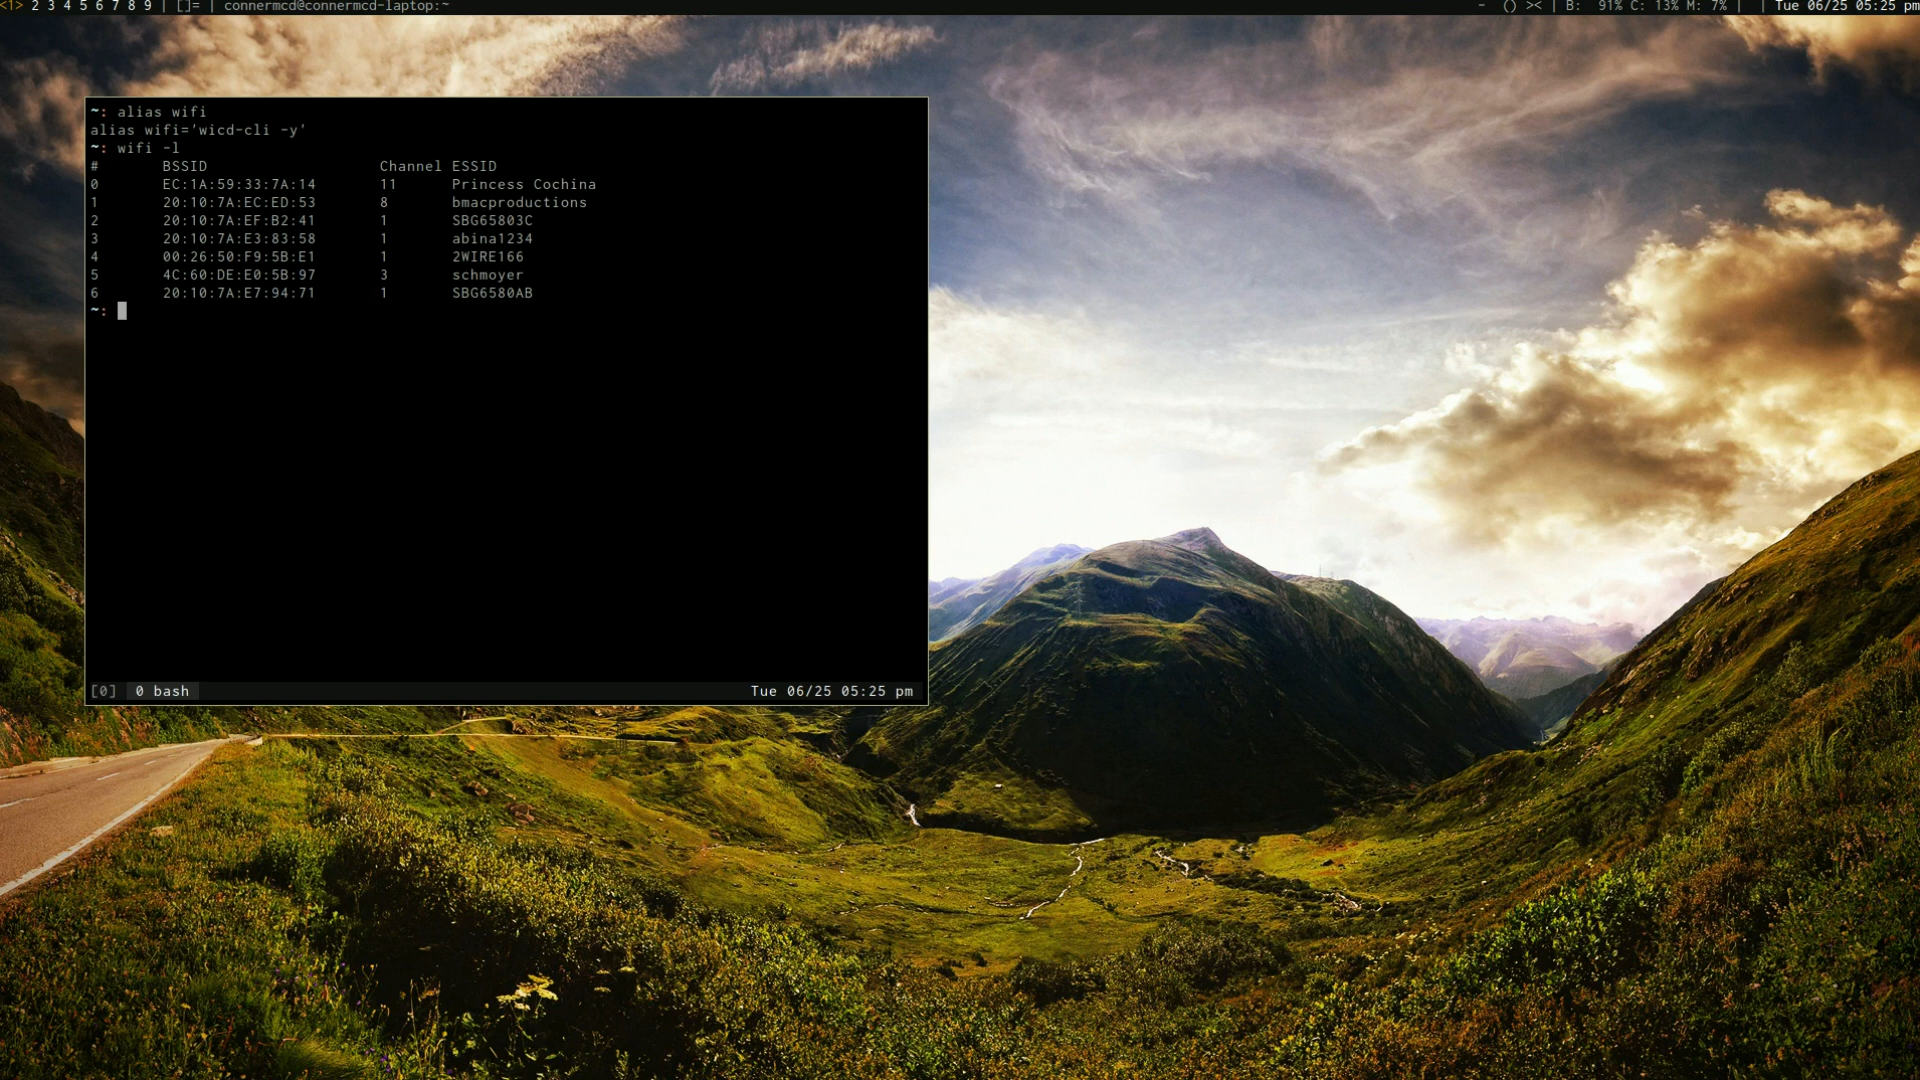 <1> 2 3 4 5 6 7 8 9 | []= | connermcd@connermcd-laptop:~ - () >< | B: 91% C: 13% M: 7% | | Tue 06/25 05:25 pm
~: alias wifi
alias wifi='wicd-cli -y'
~: wifi -l
# BSSID Channel ESSID
0 EC:1A:59:33:7A:14 11 Princess Cochina
1 20:10:7A:EC:ED:53 8 bmacproductions
2 20:10:7A:EF:B2:41 1 SBG65803C
3 20:10:7A:E3:83:58 1 abina1234
4 00:26:50:F9:5B:E1 1 2WIRE166
5 4C:60:DE:E0:5B:97 3 schmoyer
6 20:10:7A:E7:94:71 1 SBG6580AB
~:
[0] 0 bash Tue 06/25 05:25 pm